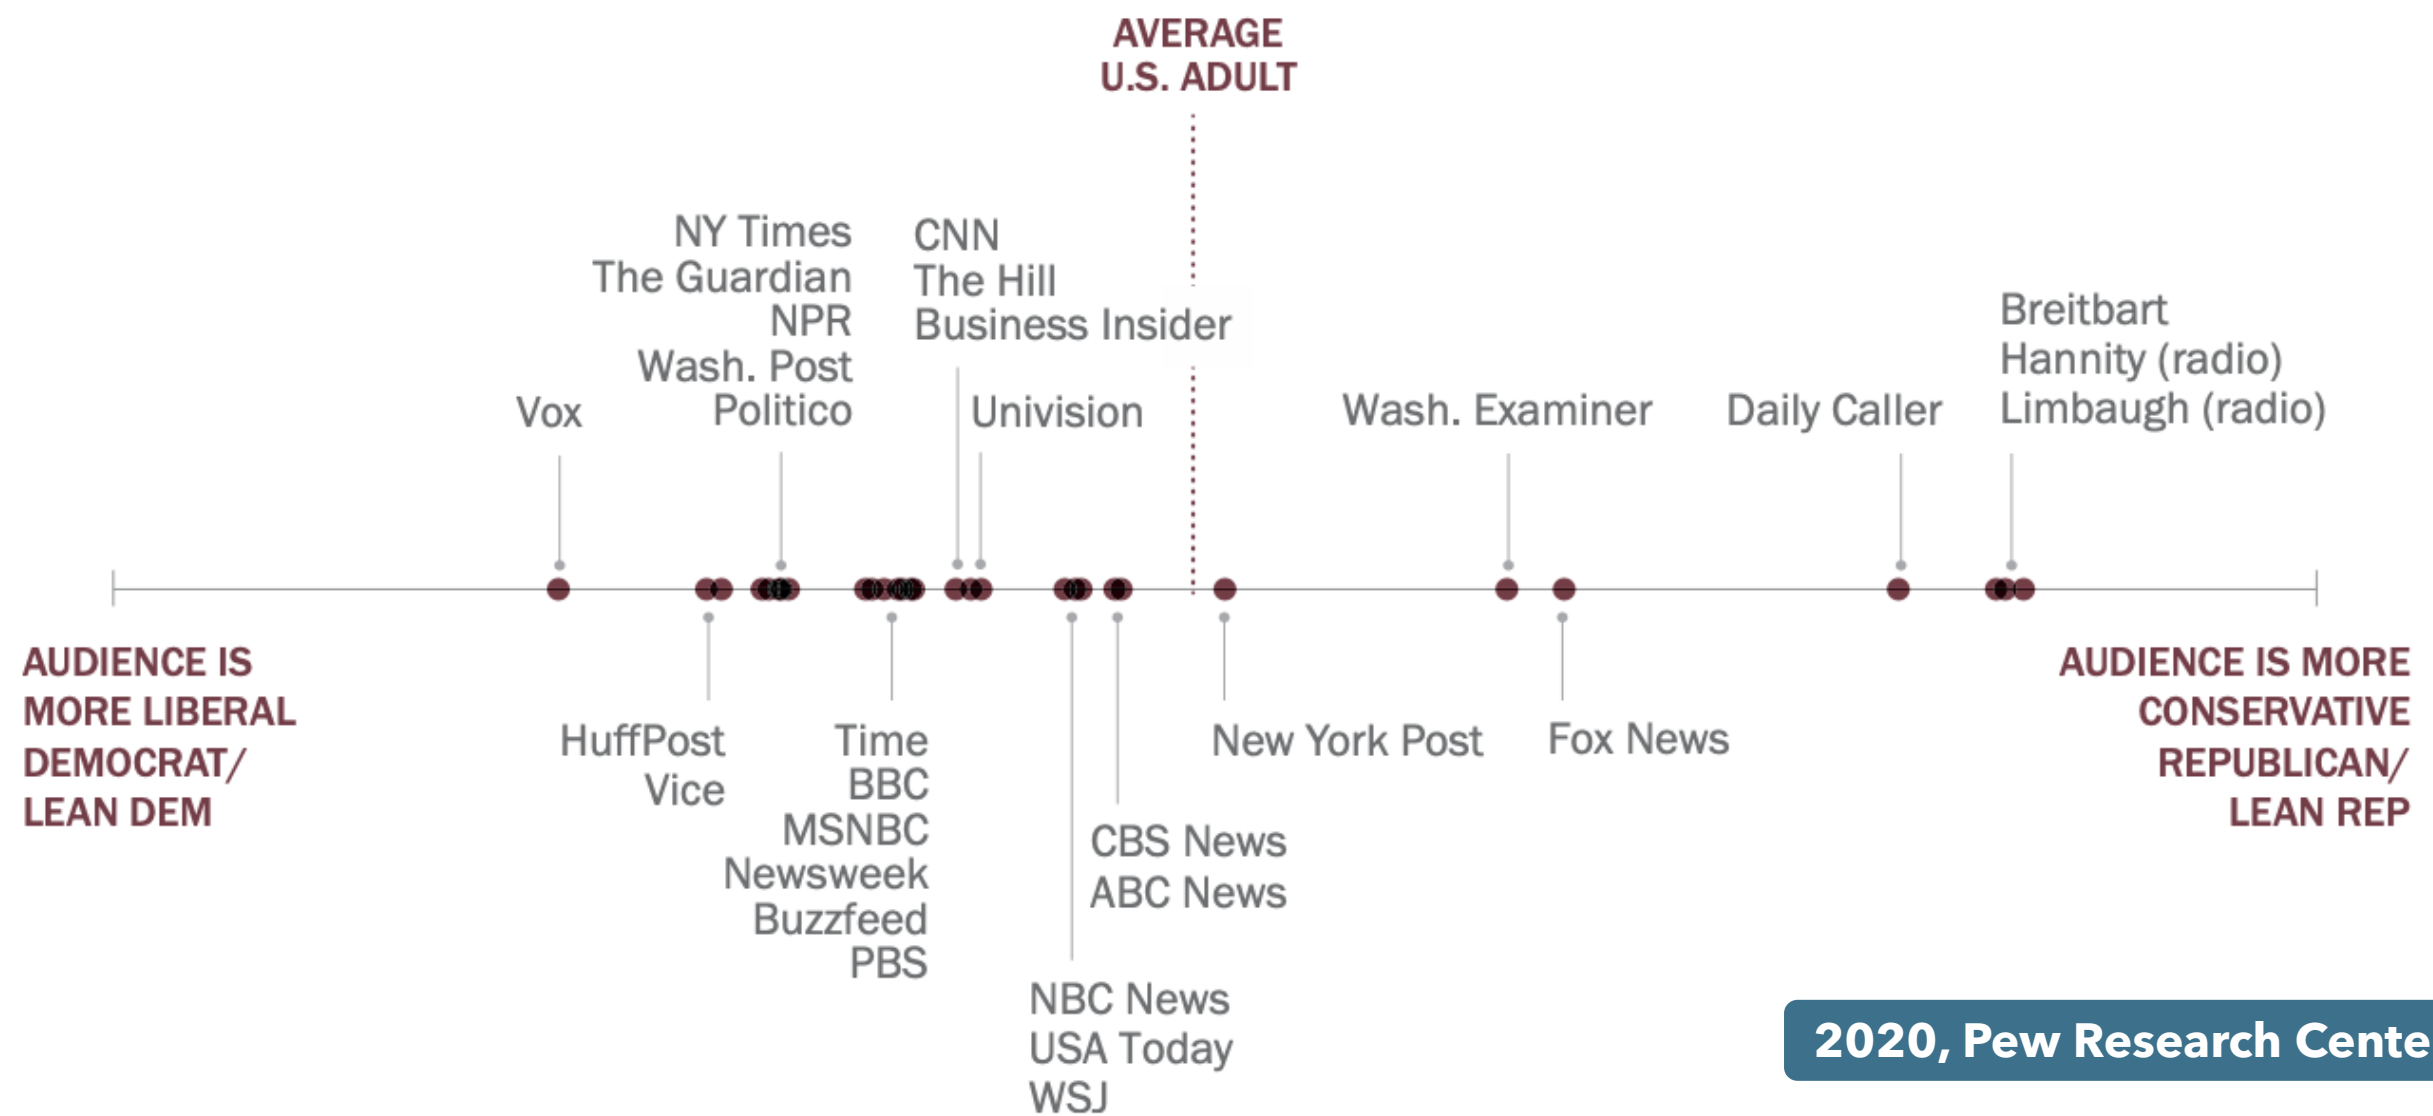 AVERAGE
U.S. ADULT
NY Times
The Guardian
NPR
Wash. Post
Politico
CNN
The Hill
Business Insider
Vox
Univision
Wash. Examiner
Daily Caller
Breitbart
Hannity (radio)
Limbaugh (radio)
AUDIENCE IS
MORE LIBERAL
DEMOCRAT/
LEAN DEM
HuffPost
Vice
Time
BBC
MSNBC
Newsweek
Buzzfeed
PBS
NBC News
USA Today
WSJ
CBS News
ABC News
New York Post
Fox News
AUDIENCE IS MORE
CONSERVATIVE
REPUBLICAN/
LEAN REP
2020, Pew Research Cente